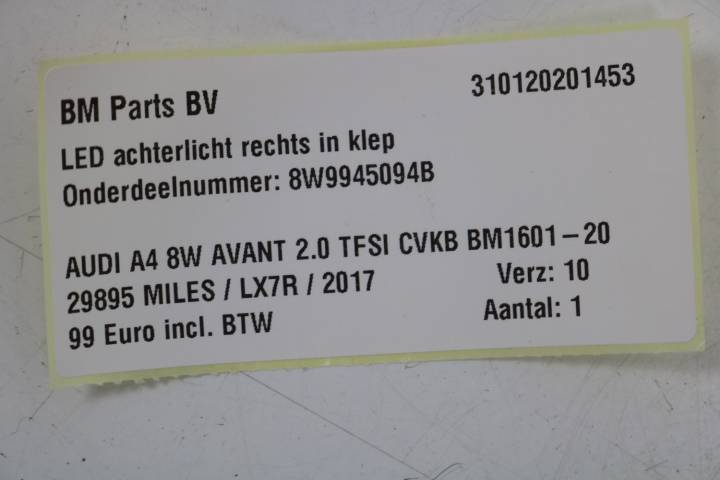 BM Parts BV 310120201453
LED achterlicht rechts in klep
Onderdeelnummer: 8W9945094B
AUDI A4 8W AVANT 2.0 TFSI CVKB BM1601-20
29895 MILES / LX7R / 2017 Verz: 10
99 Euro incl. BTW Aantal: 1